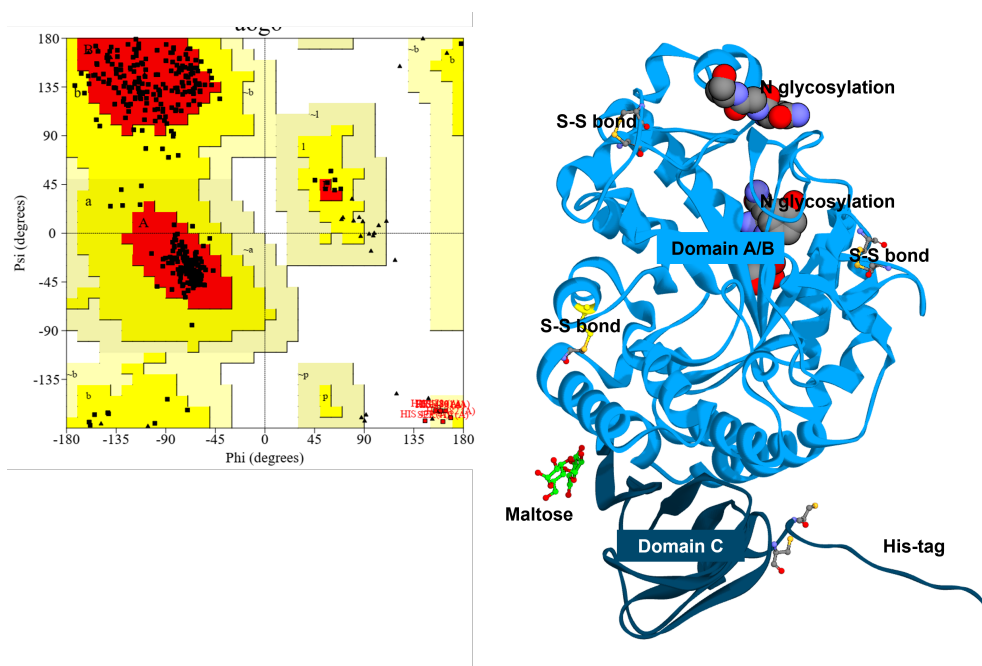 180
135
90
45
0
-45
-90
-135
-180
-135
-90
-45
0
45
90
135
180
Psi (degrees)
Phi (degrees)
B
b
~b
~b
b
~l
l
a
A
~a
~b
b
~b
~p
p
N glycosylation
S-S bond
N glycosylation
Domain A/B
S-S bond
S-S bond
Maltose
Domain C
His-tag